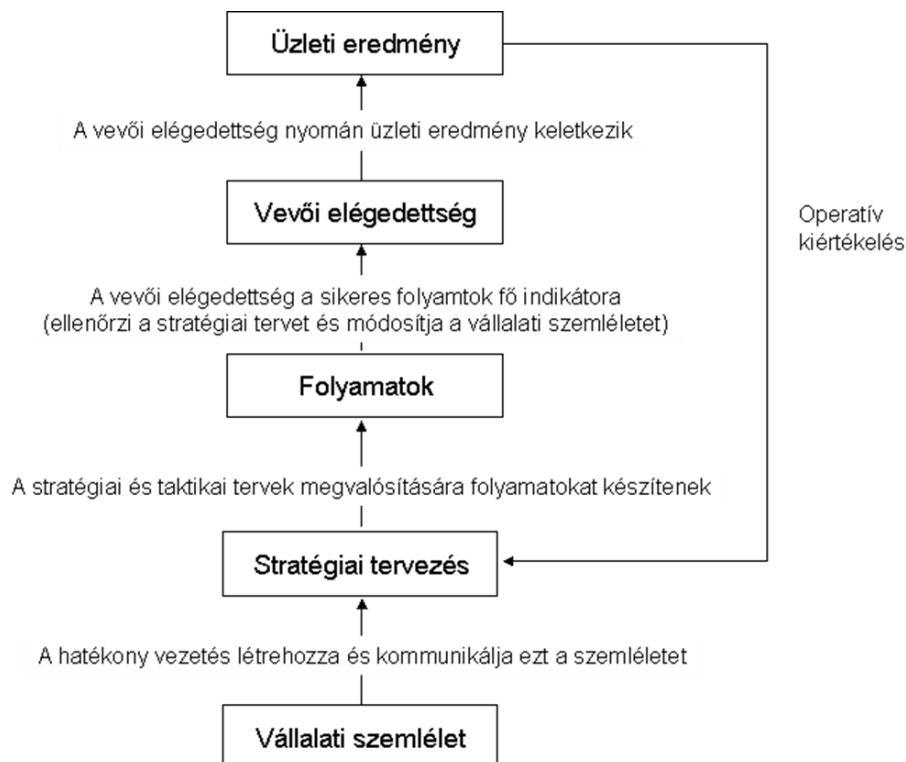 Üzleti eredmény
A vevői elégedettség nyomán üzleti eredmény keletkezik
Vevői elégedettség
Operatív
kiértékelés
A vevői elégedettség a sikeres folyamtok fő indikátora
(ellenőrzi a stratégiai tervet és módosítja a vállalati szemléletet)
Folyamatok
A stratégiai és taktikai tervek megvalósítására folyamatokat készítenek
Stratégiai tervezés
A hatékony vezetés létrehozza és kommunikálja ezt a szemléletet
Vállalati szemlélet